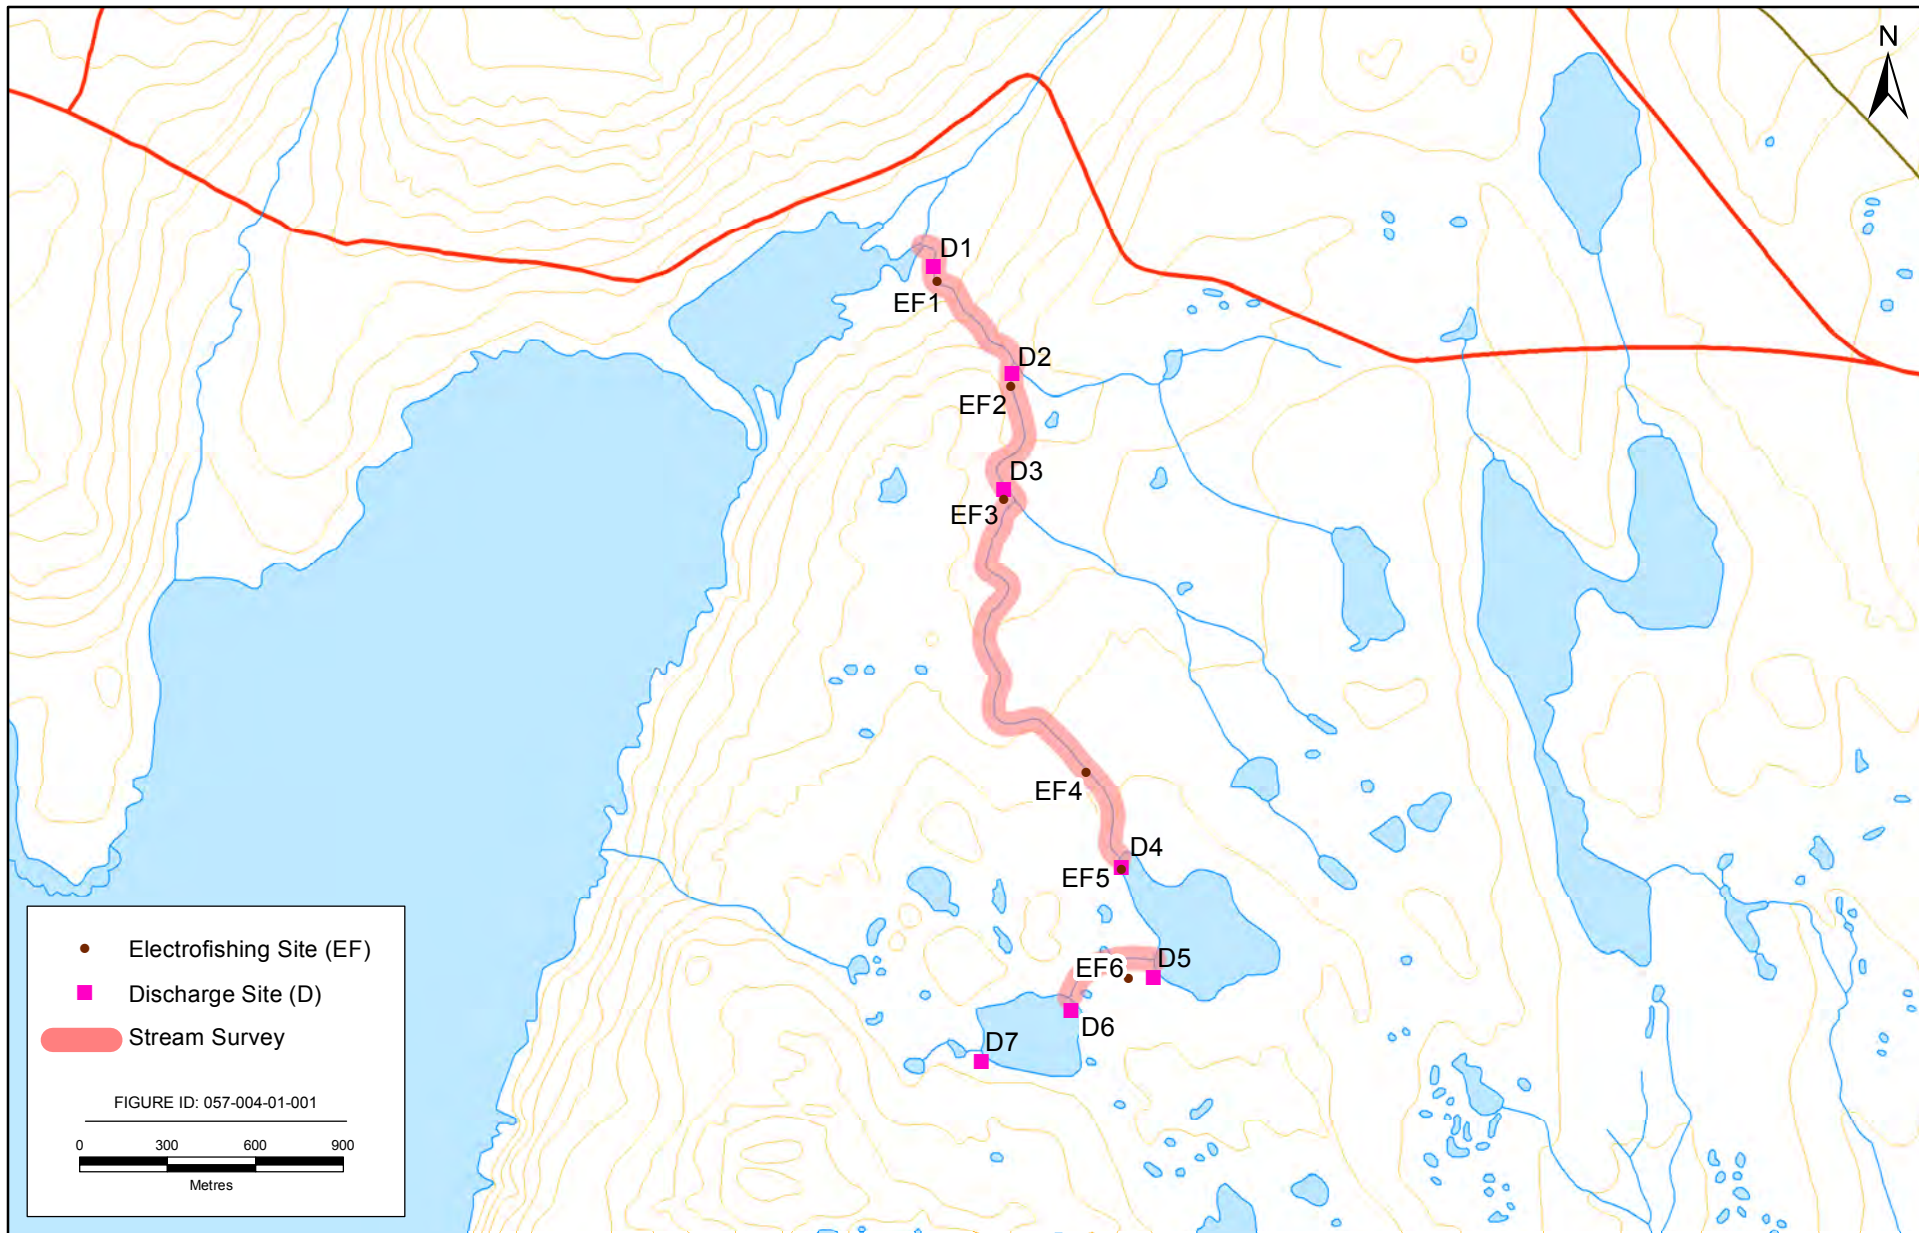 N
D1
EF1
D2
EF2
D3
EF3
EF4
D4
EF5
D5
EF6
D6
D7
Electrofishing Site (EF)
Discharge Site (D)
Stream Survey
FIGURE ID: 057-004-01-001
0 300 600 900
Metres